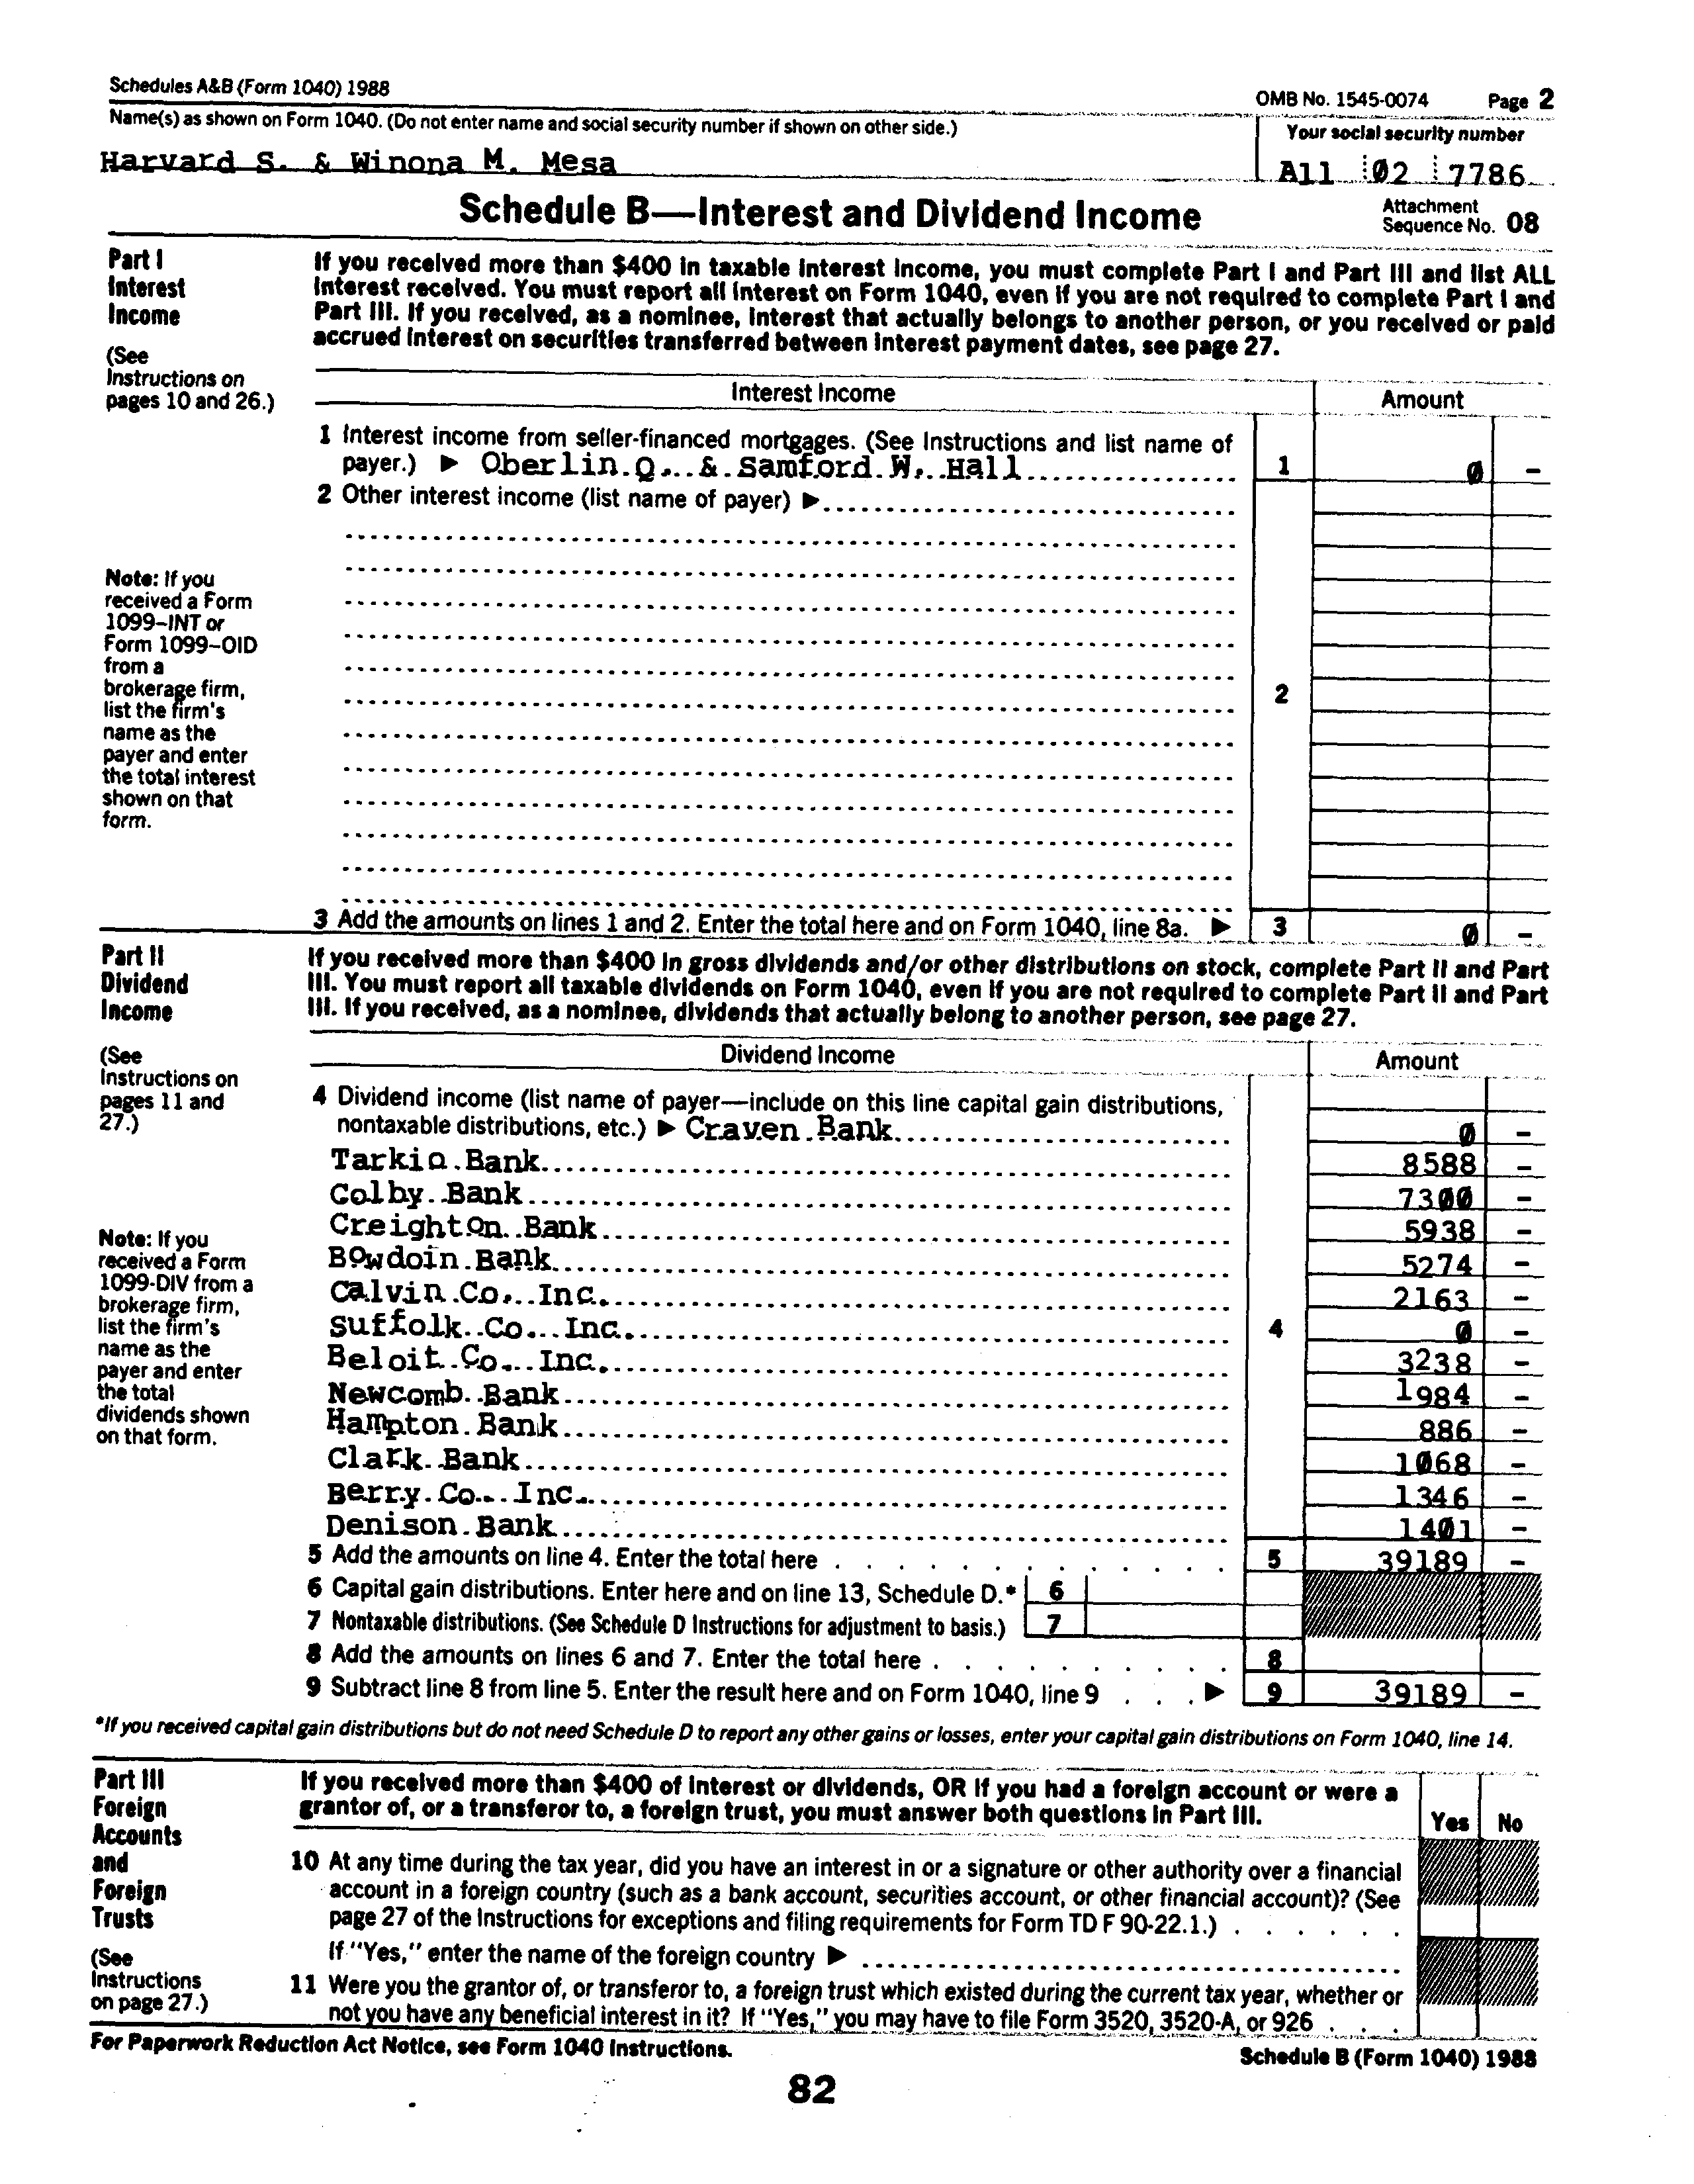 Schedules A&B (Form 1040) 1988
OMB No. 1545-0074 Page 2
Name(s) as shown on Form 1040. (Do not enter name and social security number if shown on other side.)
Your social security number
Harvard S. & Winona M. Mesa
All 02 7786
Schedule B—Interest and Dividend Income
Attachment
Sequence No. 08
Part I
Interest
Income
(See
Instructions on
pages 10 and 26.)
If you received more than $400 in taxable interest income, you must complete Part I and Part III and list ALL
interest received. You must report all interest on Form 1040, even if you are not required to complete Part I and
Part III. If you received, as a nominee, interest that actually belongs to another person, or you received or paid
accrued interest on securities transferred between interest payment dates, see page 27.
Interest Income
Amount
1 Interest income from seller-financed mortgages. (See Instructions and list name of
payer.) ▶ Oberlin Q. & Samford W. Hall 1 0 -
2 Other interest income (list name of payer) ▶
Note: If you
received a Form
1099-INT or
Form 1099-OID
from a
brokerage firm,
list the firm's
name as the
payer and enter
the total interest
shown on that
form.
2
3 Add the amounts on lines 1 and 2. Enter the total here and on Form 1040, line 8a. ▶ 3 0 -
Part II
Dividend
Income
(See
Instructions on
pages 11 and
27.)
If you received more than $400 in gross dividends and/or other distributions on stock, complete Part II and Part
III. You must report all taxable dividends on Form 1040, even if you are not required to complete Part II and Part
III. If you received, as a nominee, dividends that actually belong to another person, see page 27.
Dividend Income
Amount
4 Dividend income (list name of payer—include on this line capital gain distributions,
nontaxable distributions, etc.) ▶ Craven Bank 0 -
Tarkio Bank 8588 -
Colby Bank 7300 -
Creighton Bank 5938 -
Bowdoin Bank 5274 -
Calvin Co., Inc. 2163 -
Suffolk Co., Inc. 4 0 -
Beloit Co., Inc. 3238 -
Newcomb Bank 1984 -
Hampton Bank 886 -
Clark Bank 1068 -
Berry Co., Inc. 1346 -
Denison Bank 1401 -
Note: If you
received a Form
1099-DIV from a
brokerage firm,
list the firm's
name as the
payer and enter
the total
dividends shown
on that form.
5 Add the amounts on line 4. Enter the total here 5 39189 -
6 Capital gain distributions. Enter here and on line 13, Schedule D.* 6
7 Nontaxable distributions. (See Schedule D Instructions for adjustment to basis.) 7
8 Add the amounts on lines 6 and 7. Enter the total here 8
9 Subtract line 8 from line 5. Enter the result here and on Form 1040, line 9 ▶ 9 39189 -
*If you received capital gain distributions but do not need Schedule D to report any other gains or losses, enter your capital gain distributions on Form 1040, line 14.
Part III
Foreign
Accounts
and
Foreign
Trusts
(See
Instructions
on page 27.)
If you received more than $400 of interest or dividends, OR if you had a foreign account or were a
grantor of, or a transferor to, a foreign trust, you must answer both questions in Part III.
Yes No
10 At any time during the tax year, did you have an interest in or a signature or other authority over a financial
account in a foreign country (such as a bank account, securities account, or other financial account)? (See
page 27 of the Instructions for exceptions and filing requirements for Form TD F 90-22.1.)
If "Yes," enter the name of the foreign country ▶
11 Were you the grantor of, or transferor to, a foreign trust which existed during the current tax year, whether or
not you have any beneficial interest in it? If "Yes," you may have to file Form 3520, 3520-A, or 926
For Paperwork Reduction Act Notice, see Form 1040 Instructions.
Schedule B (Form 1040) 1988
82